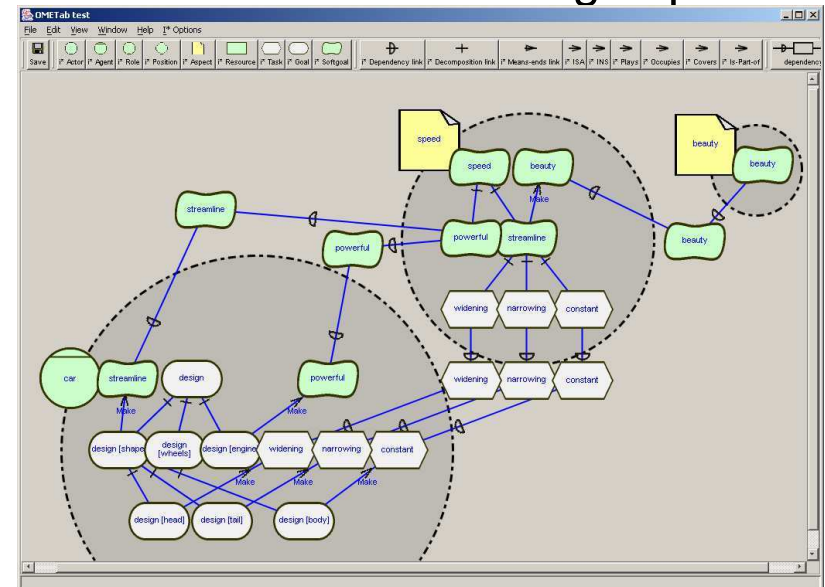 OMETab test
File Edit View Window Help I* Options
Save i* Actor i* Agent i* Role i* Position i* Aspect i* Resource i* Task i* Goal i* Softgoal i* Dependency link i* Decomposition link i* Means-ends link i* ISA i* INS i* Plays i* Occupies i* Covers i* Is-Part-of dependency
speed
beauty
speed
beauty
beauty
Make
streamline
powerful
streamline
powerful
beauty
widening
narrowing
constant
car
streamline
design
powerful
widening
narrowing
constant
Make
Make
design [shape
design
[wheels]
design [engine
widening
narrowing
constant
Make
Make
Make
design [head]
design [tail]
design [body]